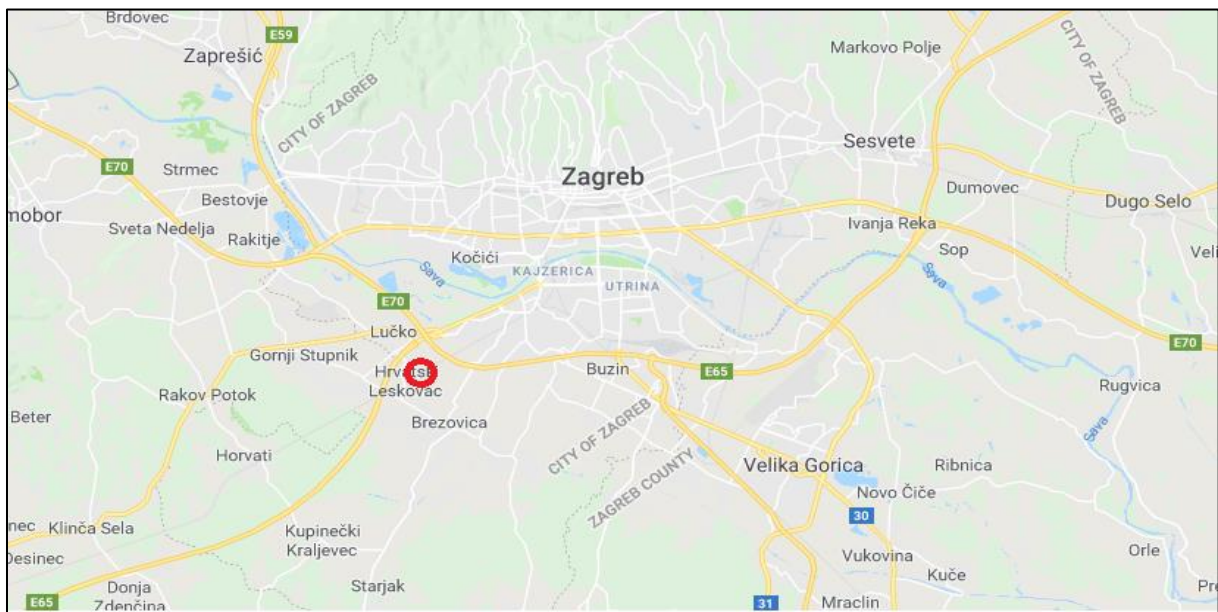 Brdovec
E59
Zaprešić
Markovo Polje
CITY OF ZAGREB
CITY OF ZAGREB
Sesvete
E70
Strmec
Zagreb
Dumovec
Dugo Selo
mobor
Bestovje
Sveta Nedelja
Rakitje
Ivanja Reka
Sop
Veli
Kočići
Sava
KAJZERICA
UTRINA
Sava
E70
E70
Lučko
Gornji Stupnik
Hrvatsk
Leskovac
Buzin
E65
Rugvica
Rakov Potok
Beter
Brezovica
Sava
CITY OF ZAGREB
ZAGREB COUNTY
Horvati
Velika Gorica
Ribnica
Novo Čiče
30
nec
Klinča Sela
Kupinečki
Kraljevec
Desinec
Vukovina
Orle
Donja
Zdenčina
Starjak
Kuče
E65
31
Mraclin
Pre